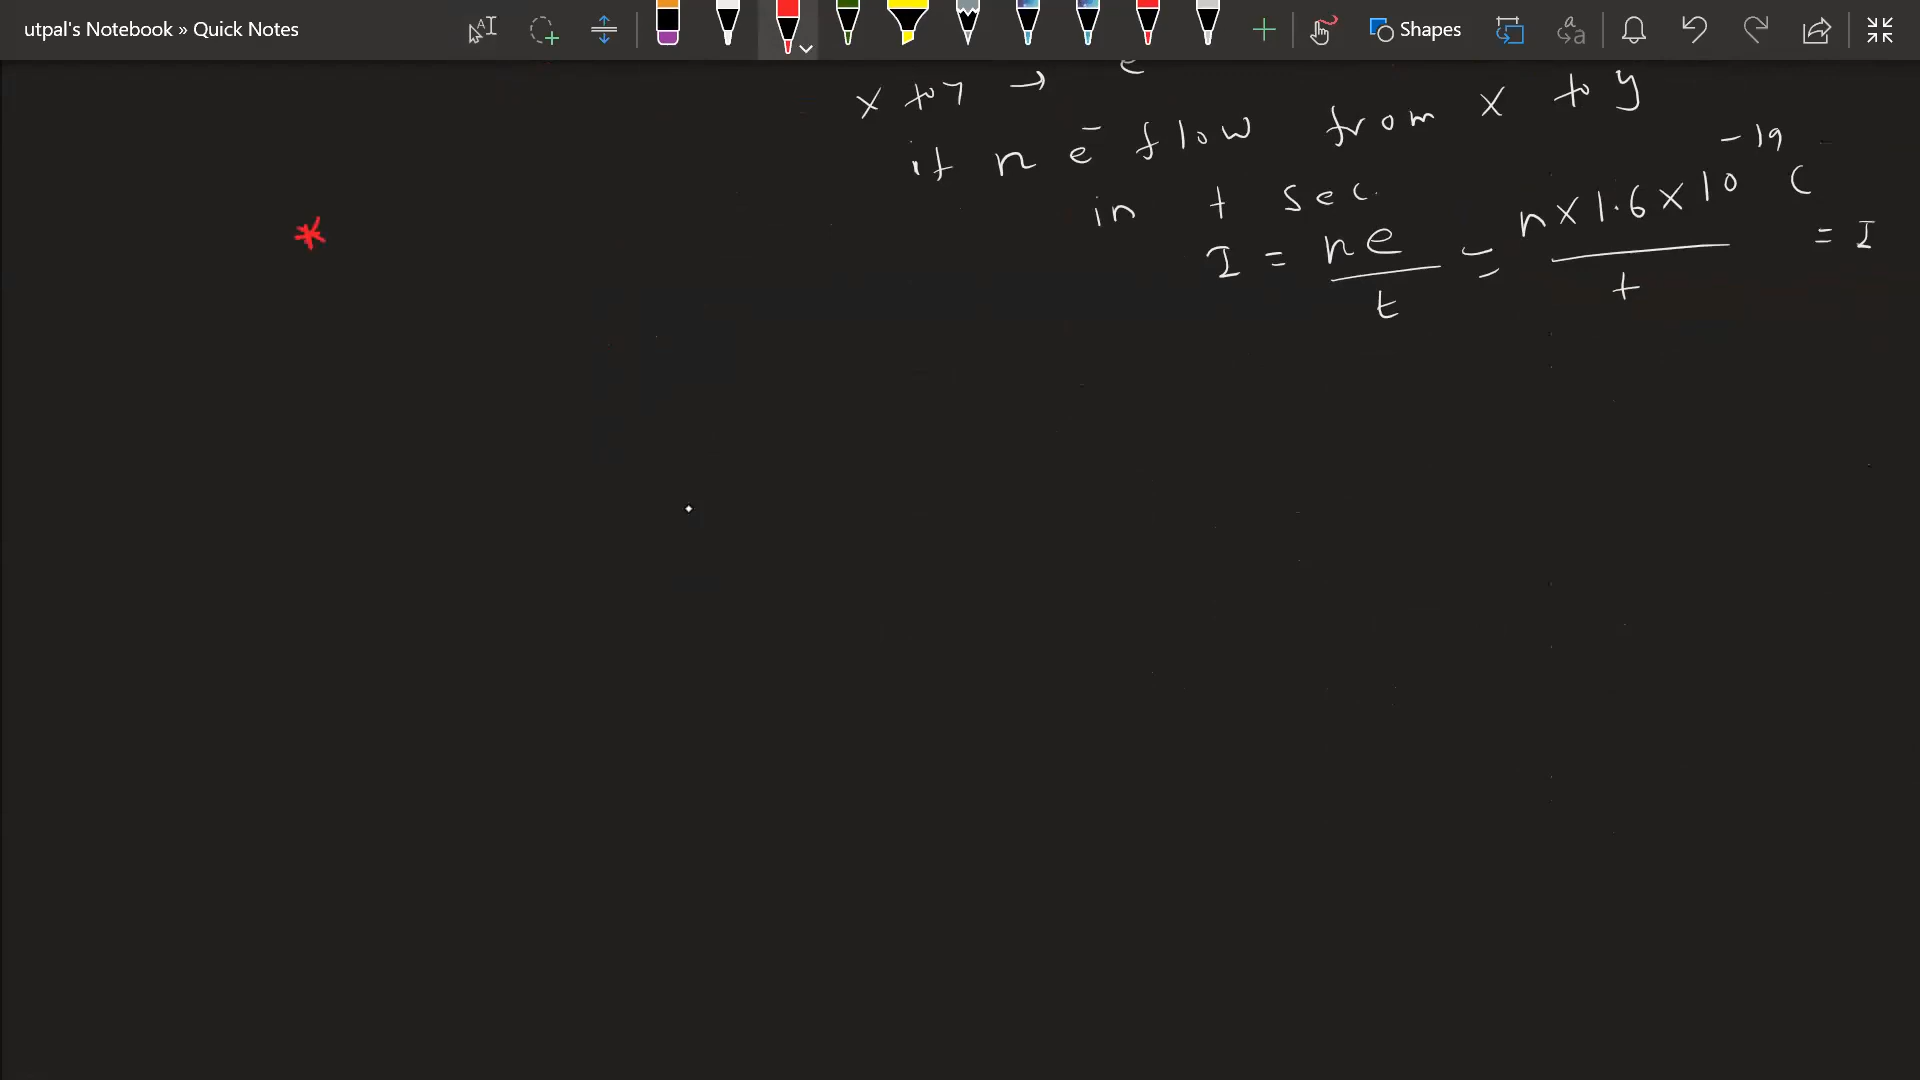 utpal's Notebook » Quick Notes
Shapes
x to y → e
if n e⁻ flow from x to y
in t sec.
I = ne/t = n×1.6×10⁻¹⁹ C/t = I
*